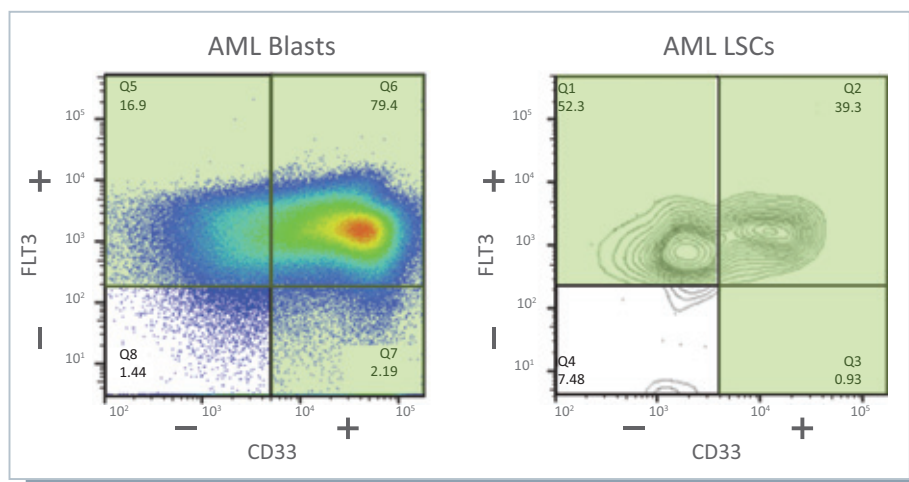 AML Blasts
Q5
16.9
Q6
79.4
10⁵
10⁴
10³
10²
10¹
+
FLT3
−
Q8
1.44
Q7
2.19
10²
10³
10⁴
10⁵
−
+
CD33
AML LSCs
Q1
52.3
Q2
39.3
10⁵
10⁴
10³
10²
10¹
+
FLT3
−
Q4
7.48
Q3
0.93
10²
10³
10⁴
10⁵
−
+
CD33